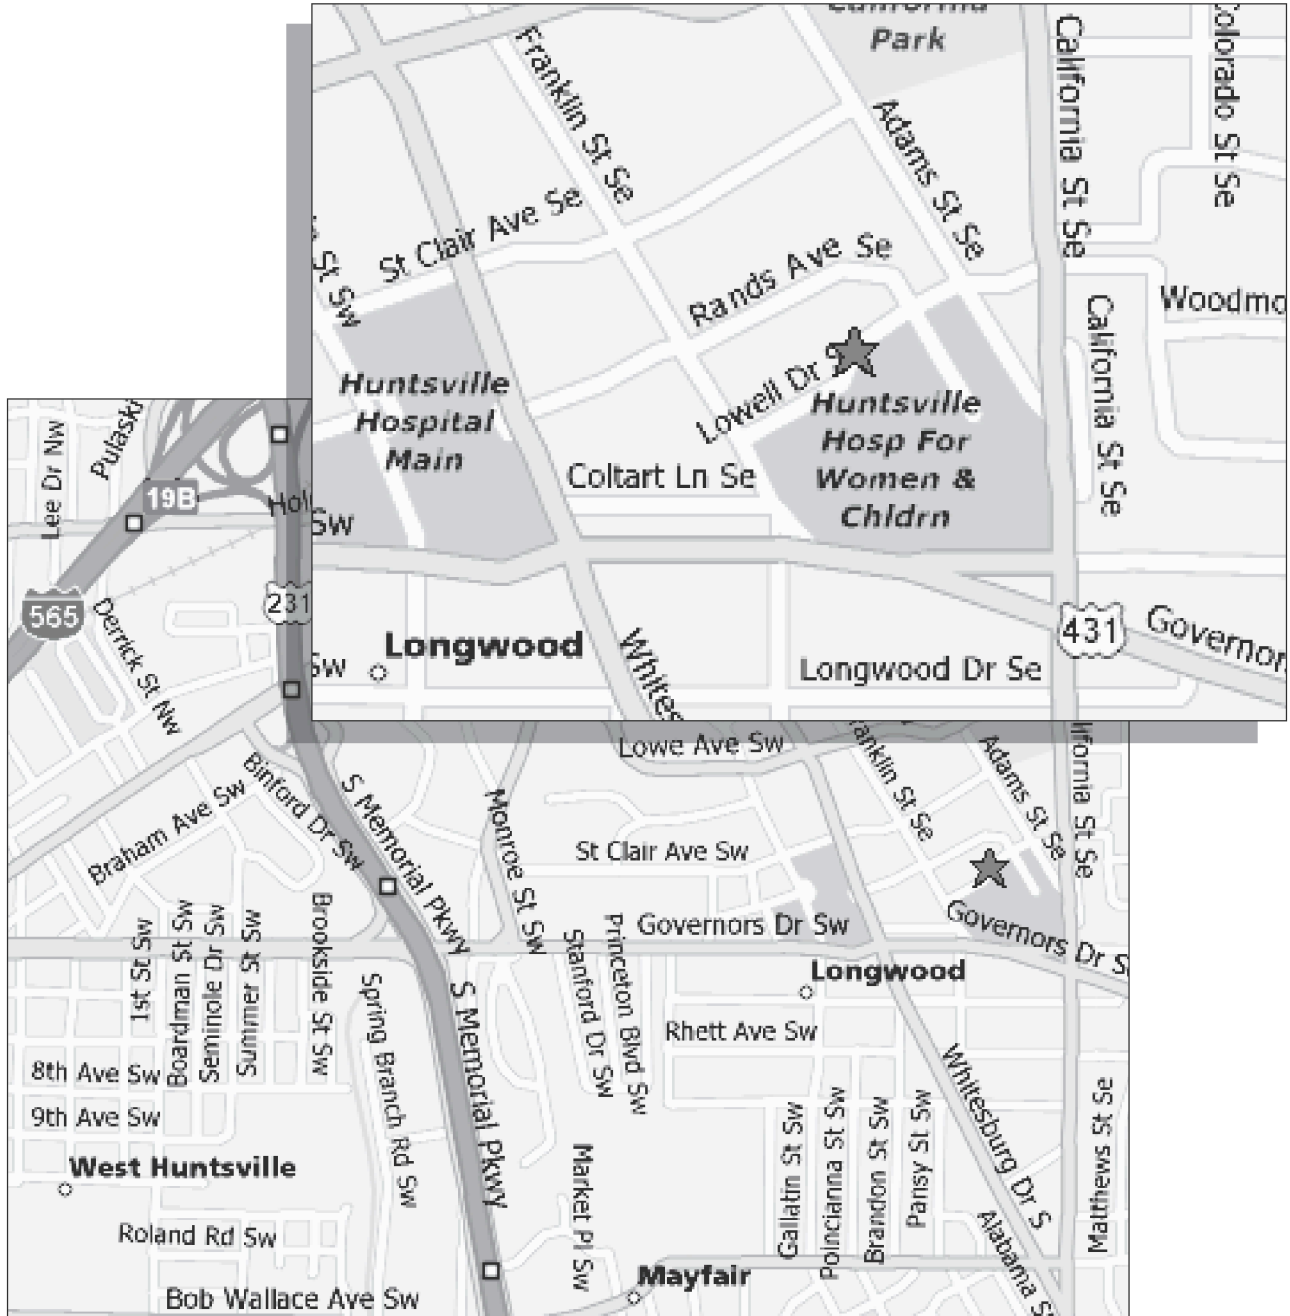 California
Park
Franklin St Se
Adams St Se
California St Se
Colorado St Se
St Clair Ave Se
St Sw
Rands Ave Se
Woodmo
California St Se
Lowell Dr S
Huntsville
Hospital
Main
Huntsville
Hosp For
Women &
Chldrn
Coltart Ln Se
Sw
Longwood
Sw
Whites
Longwood Dr Se
431
Governor
Lee Dr Nw
Pulaski
19B
Hol
565
231
Derrick St Nw
Lowe Ave Sw
Binford Dr Sw
Braham Ave Sw
S Memorial Pkwy
Monroe St Sw
St Clair Ave Sw
anklin St Se
Adams St Se
lifornia St Se
Governors Dr Sw
Governors Dr S
Longwood
1st St Sw
Boardman St Sw
Seminole Dr Sw
Summer St Sw
Brookside St Sw
Spring Branch Rd Sw
S Memorial Pkwy
Stanford Dr Sw
Princeton Blvd Sw
Rhett Ave Sw
8th Ave Sw
9th Ave Sw
West Huntsville
Roland Rd Sw
Bob Wallace Ave Sw
Market Pl Sw
Mayfair
Gallatin St Sw
Poincianna St Sw
Brandon St Sw
Pansy St Sw
Whitesburg Dr S
Alabama St
Matthews St Se